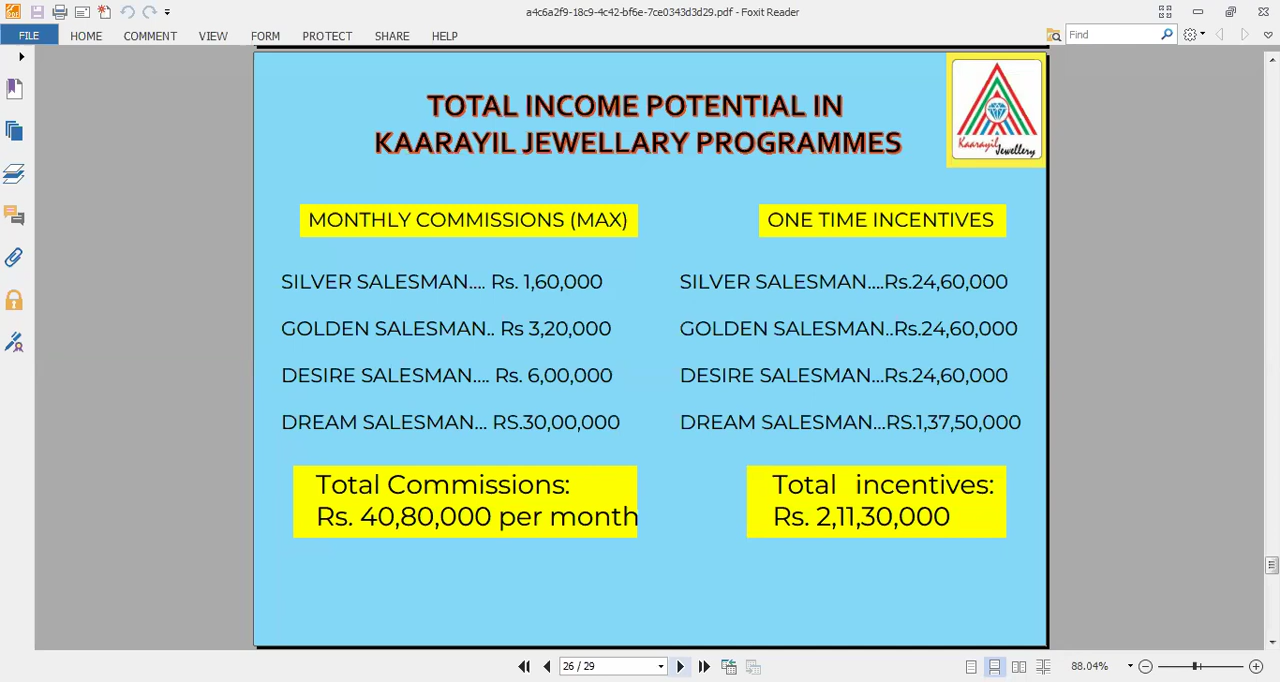 a4c6a2f9-18c9-4c42-bf6e-7ce0343d3d29.pdf - Foxit Reader
FILE HOME COMMENT VIEW FORM PROTECT SHARE HELP
Find
TOTAL INCOME POTENTIAL IN
KAARAYIL JEWELLARY PROGRAMMES
Kaarayil Jewellery
MONTHLY COMMISSIONS (MAX)
SILVER SALESMAN.... Rs. 1,60,000
GOLDEN SALESMAN.. Rs 3,20,000
DESIRE SALESMAN.... Rs. 6,00,000
DREAM SALESMAN... RS.30,00,000
Total Commissions:
Rs. 40,80,000 per month
ONE TIME INCENTIVES
SILVER SALESMAN....Rs.24,60,000
GOLDEN SALESMAN..Rs.24,60,000
DESIRE SALESMAN...Rs.24,60,000
DREAM SALESMAN...RS.1,37,50,000
Total incentives:
Rs. 2,11,30,000
26 / 29
88.04%